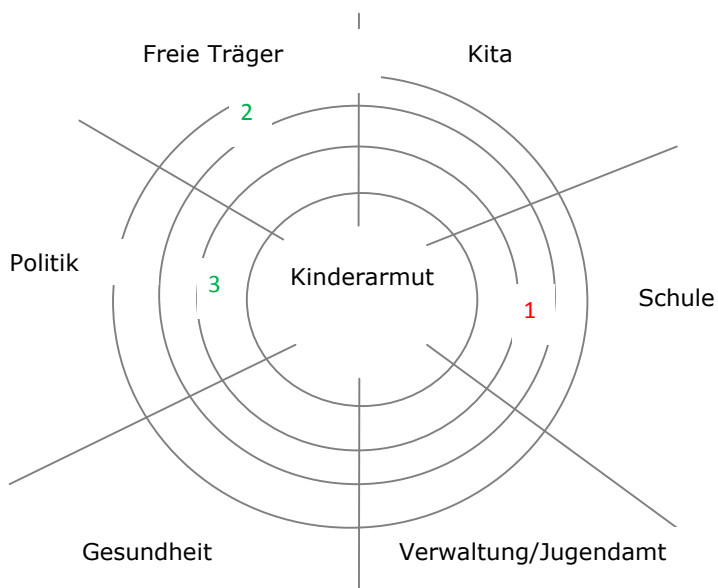 Freie Träger
Kita
2
Politik
3
Kinderarmut
1
Schule
Gesundheit
Verwaltung/Jugendamt